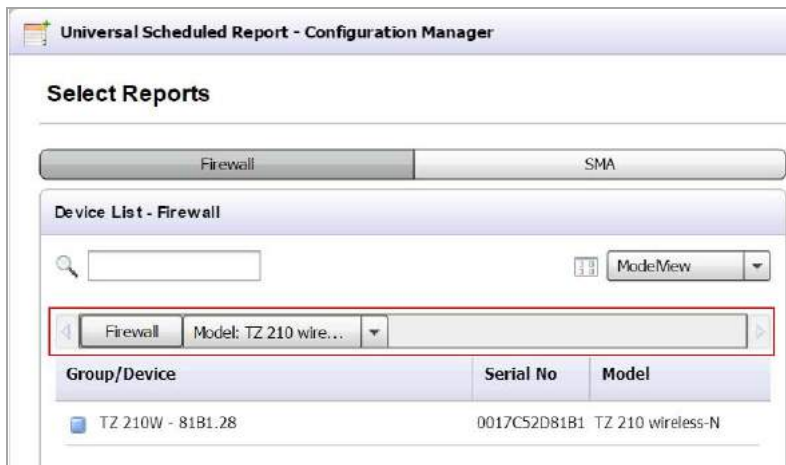 Universal Scheduled Report - Configuration Manager
Select Reports
Firewall SMA
Device List - Firewall
ModelView
Firewall Model: TZ 210 wire...
Group/Device Serial No Model
TZ 210W - 81B1.28 0017C52D81B1 TZ 210 wireless-N